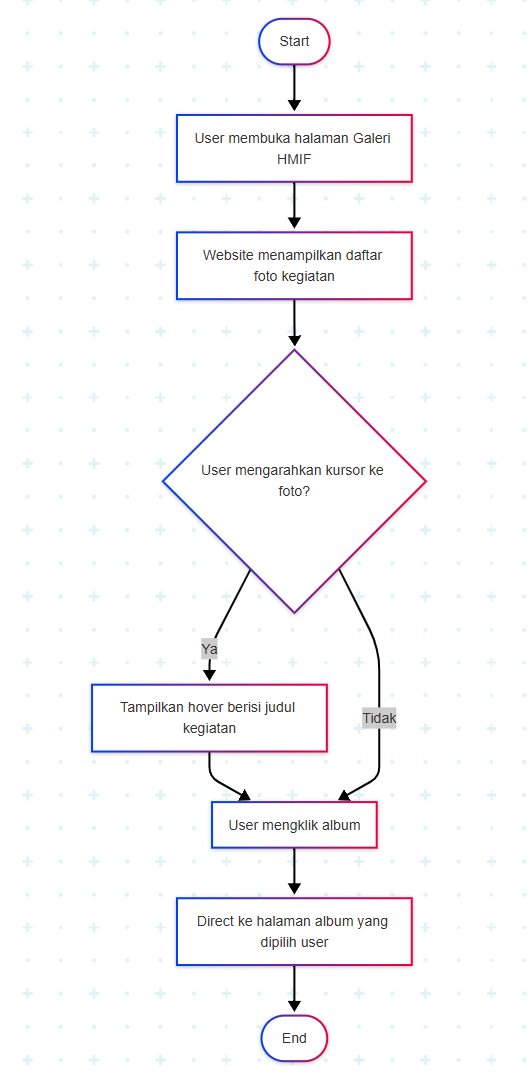 Start
User membuka halaman Galeri
HMIF
Website menampilkan daftar
foto kegiatan
User mengarahkan kursor ke
foto?
Ya
Tampilkan hover berisi judul
kegiatan
Tidak
User mengklik album
Direct ke halaman album yang
dipilih user
End